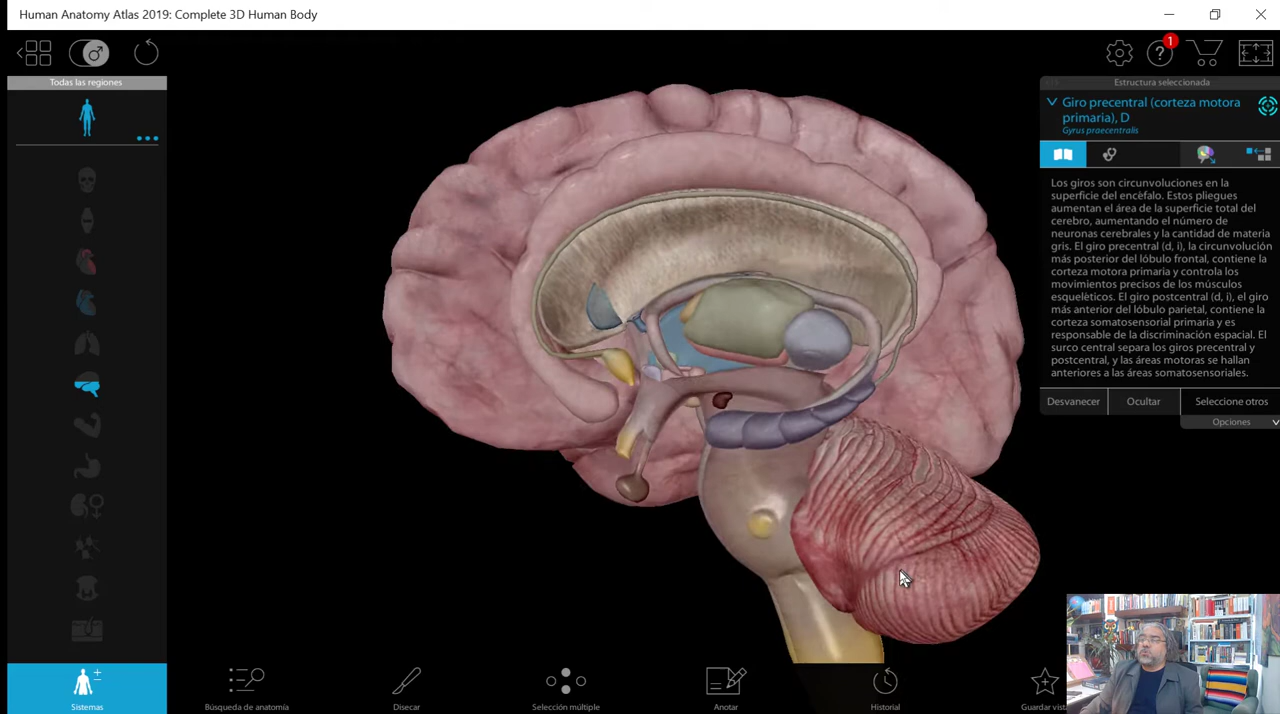 Human Anatomy Atlas 2019: Complete 3D Human Body
1
Todas las regiones
Estructura seleccionada
Giro precentral (corteza motora
primaria), D
Gyrus praecentralis
Los giros son circunvoluciones en la
superficie del encéfalo. Estos pliegues
aumentan el área de la superficie total del
cerebro, aumentando el número de
neuronas cerebrales y la cantidad de materia
gris. El giro precentral (d, i), la circunvolución
más posterior del lóbulo frontal, contiene la
corteza motora primaria y controla los
movimientos precisos de los músculos
esqueléticos. El giro postcentral (d, i), el giro
más anterior del lóbulo parietal, contiene la
corteza somatosensorial primaria y es
responsable de la discriminación espacial. El
surco central separa los giros precentral y
postcentral, y las áreas motoras se hallan
anteriores a las áreas somatosensoriales.
Desvanecer
Ocultar
Seleccione otros
Opciones
Sistemas
Búsqueda de anatomía
Disecar
Selección múltiple
Anotar
Historial
Guardar vist